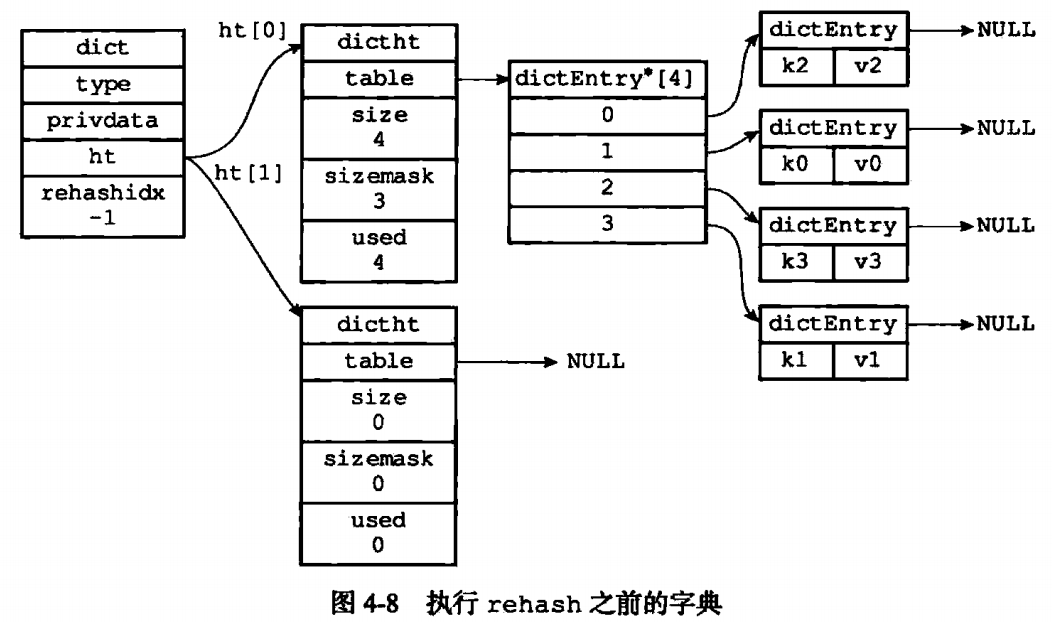 dict
type
privdata
ht
rehashidx
-1
ht[0]
ht[1]
dictht
table
size
4
sizemask
3
used
4
dictEntry*[4]
0
1
2
3
dictEntry
k2 v2
NULL
dictEntry
k0 v0
NULL
dictEntry
k3 v3
NULL
dictEntry
k1 v1
NULL
dictht
table
NULL
size
0
sizemask
0
used
0
图 4-8 执行 rehash 之前的字典